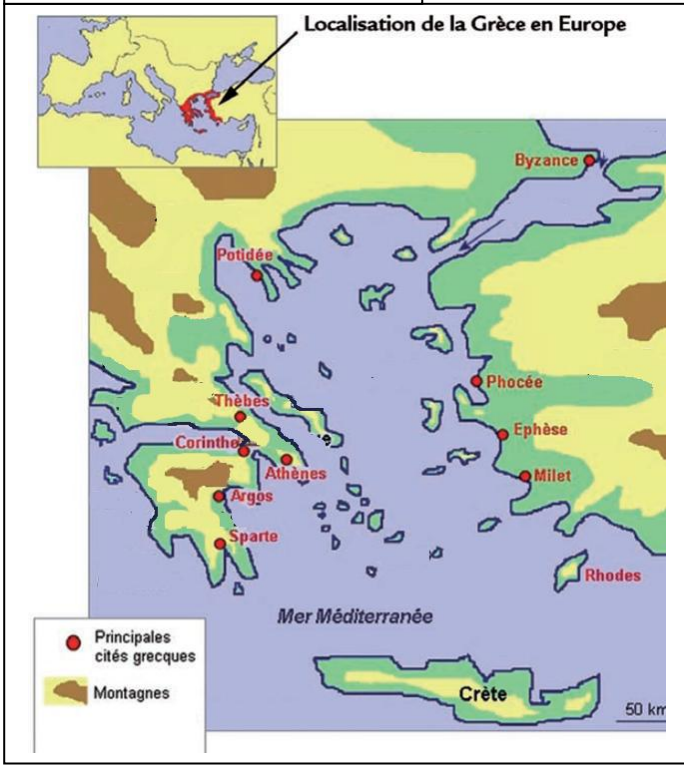 Localisation de la Grèce en Europe
Byzance
Potidée
Phocée
Thèbes
Ephèse
Corinthe
Athènes
Milet
Argos
Sparte
Rhodes
Mer Méditerranée
Principales
cités grecques
Montagnes
Crète
50 km